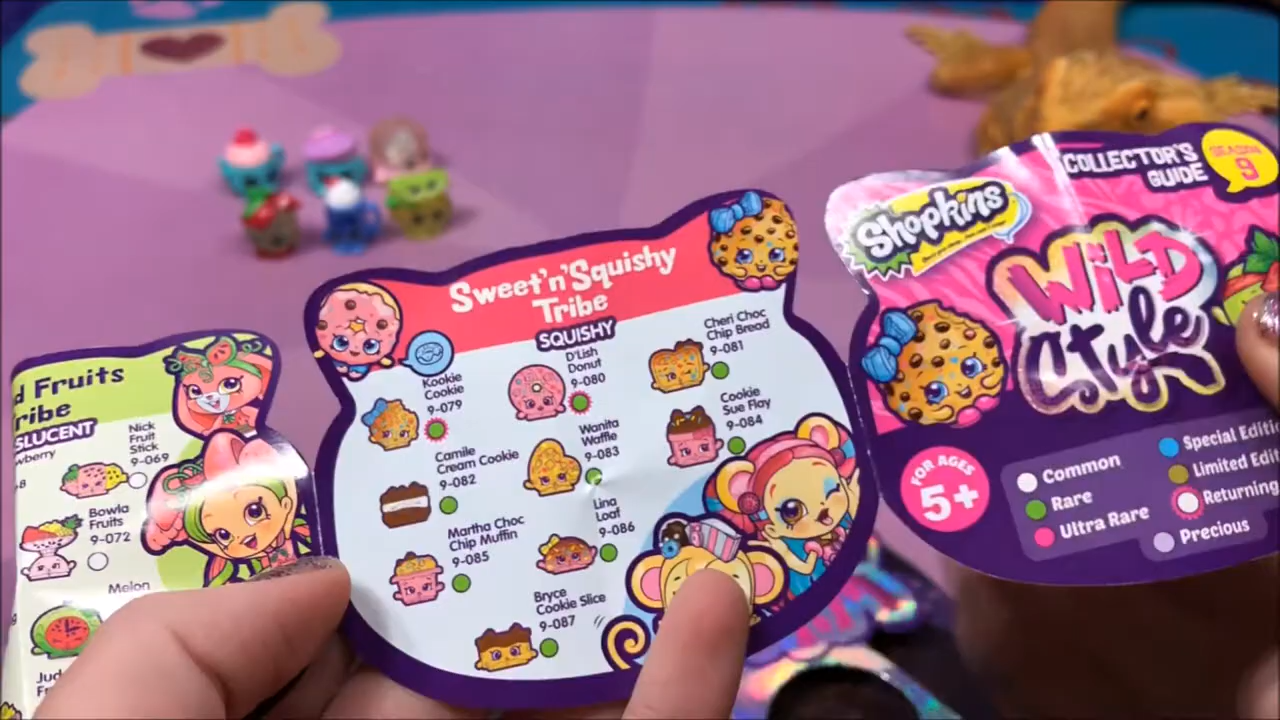 d Fruits
ribe
SLUCENT
wberry
Nick
Fruit
Stick
9-069
Bowla
Fruits
9-072
Melon
Jud
Sweet'n'Squishy
Tribe
SQUISHY
Kookie
Cookie
9-079
D'Lish
Donut
9-080
Cheri Choc
Chip Bread
9-081
Camile
Cream Cookie
9-082
Wanita
Waffle
9-083
Cookie
Sue Flay
9-084
Martha Choc
Chip Muffin
9-085
Lina
Loaf
9-086
Bryce
Cookie Slice
9-087
COLLECTOR'S
GUIDE
SEASON
9
Shopkins
WiLD
Style
FOR AGES
5+
Common
Rare
Ultra Rare
Special Editio
Limited Edit
Returning
Precious